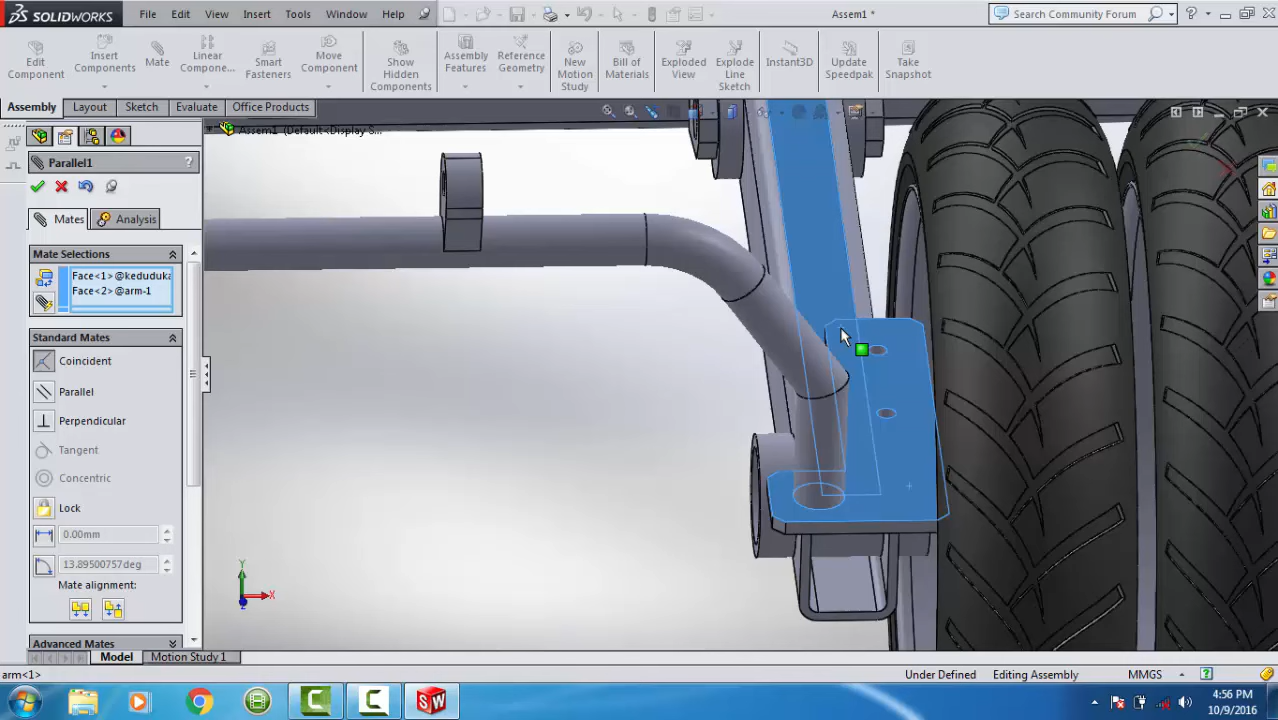 SOLIDWORKS
File Edit View Insert Tools Window Help
Assem1 *
Search Community Forum
Edit Component
Insert Components
Mate
Linear Compone...
Smart Fasteners
Move Component
Show Hidden Components
Assembly Features
Reference Geometry
New Motion Study
Bill of Materials
Exploded View
Explode Line Sketch
Instant3D
Update Speedpak
Take Snapshot
Assembly Layout Sketch Evaluate Office Products
Assem1 (Default<Display S...
Parallel1 ?
Mates Analysis
Mate Selections
Face<1>@keduduka
Face<2>@arm-1
Standard Mates
Coincident
Parallel
Perpendicular
Tangent
Concentric
Lock
0.00mm
13.89500757deg
Mate alignment:
Advanced Mates
Y
X
Z
Model Motion Study 1
arm<1> Under Defined Editing Assembly MMGS ?
SW
4:56 PM
10/9/2016